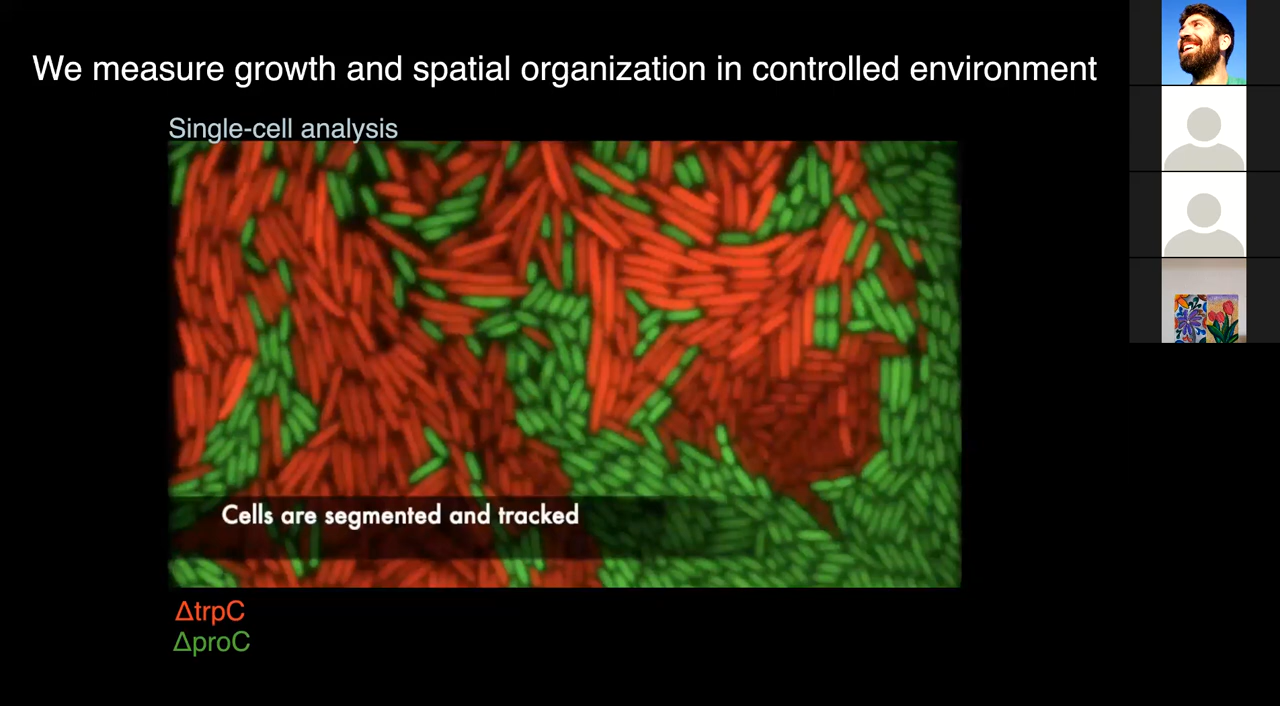 We measure growth and spatial organization in controlled environment
Single-cell analysis
Cells are segmented and tracked
ΔtrpC
ΔproC